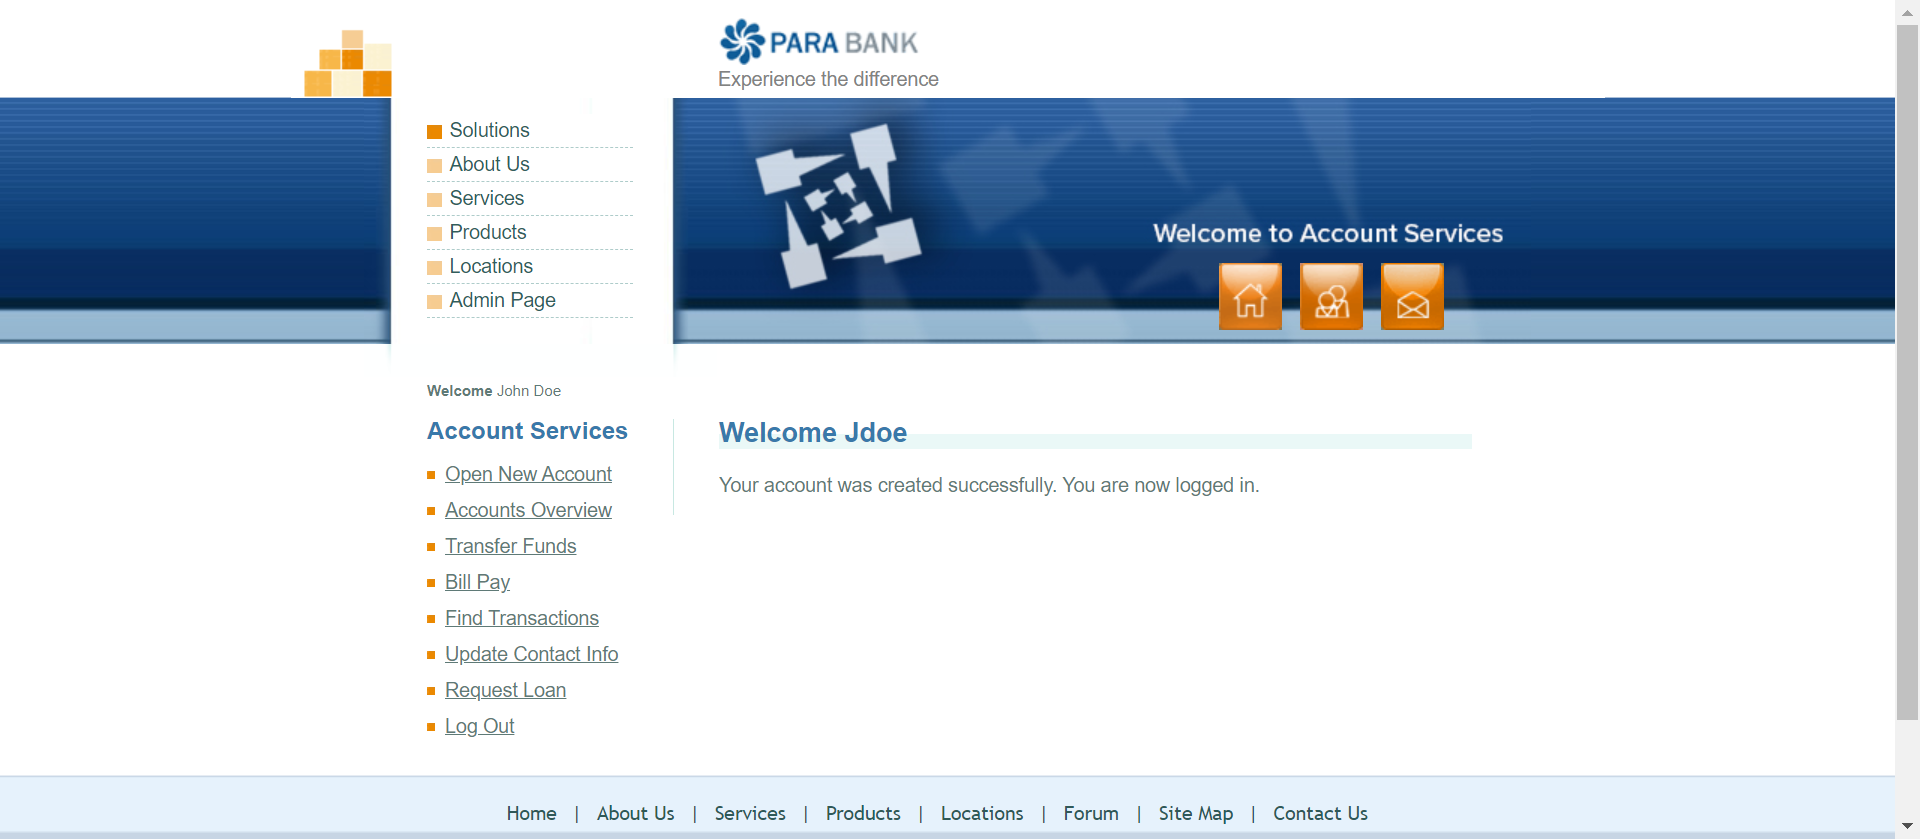 PARA BANK
Experience the difference
Solutions
About Us
Services
Products
Locations
Admin Page
Welcome to Account Services
Welcome John Doe
Account Services
Open New Account
Accounts Overview
Transfer Funds
Bill Pay
Find Transactions
Update Contact Info
Request Loan
Log Out
Welcome Jdoe
Your account was created successfully. You are now logged in.
Home | About Us | Services | Products | Locations | Forum | Site Map | Contact Us